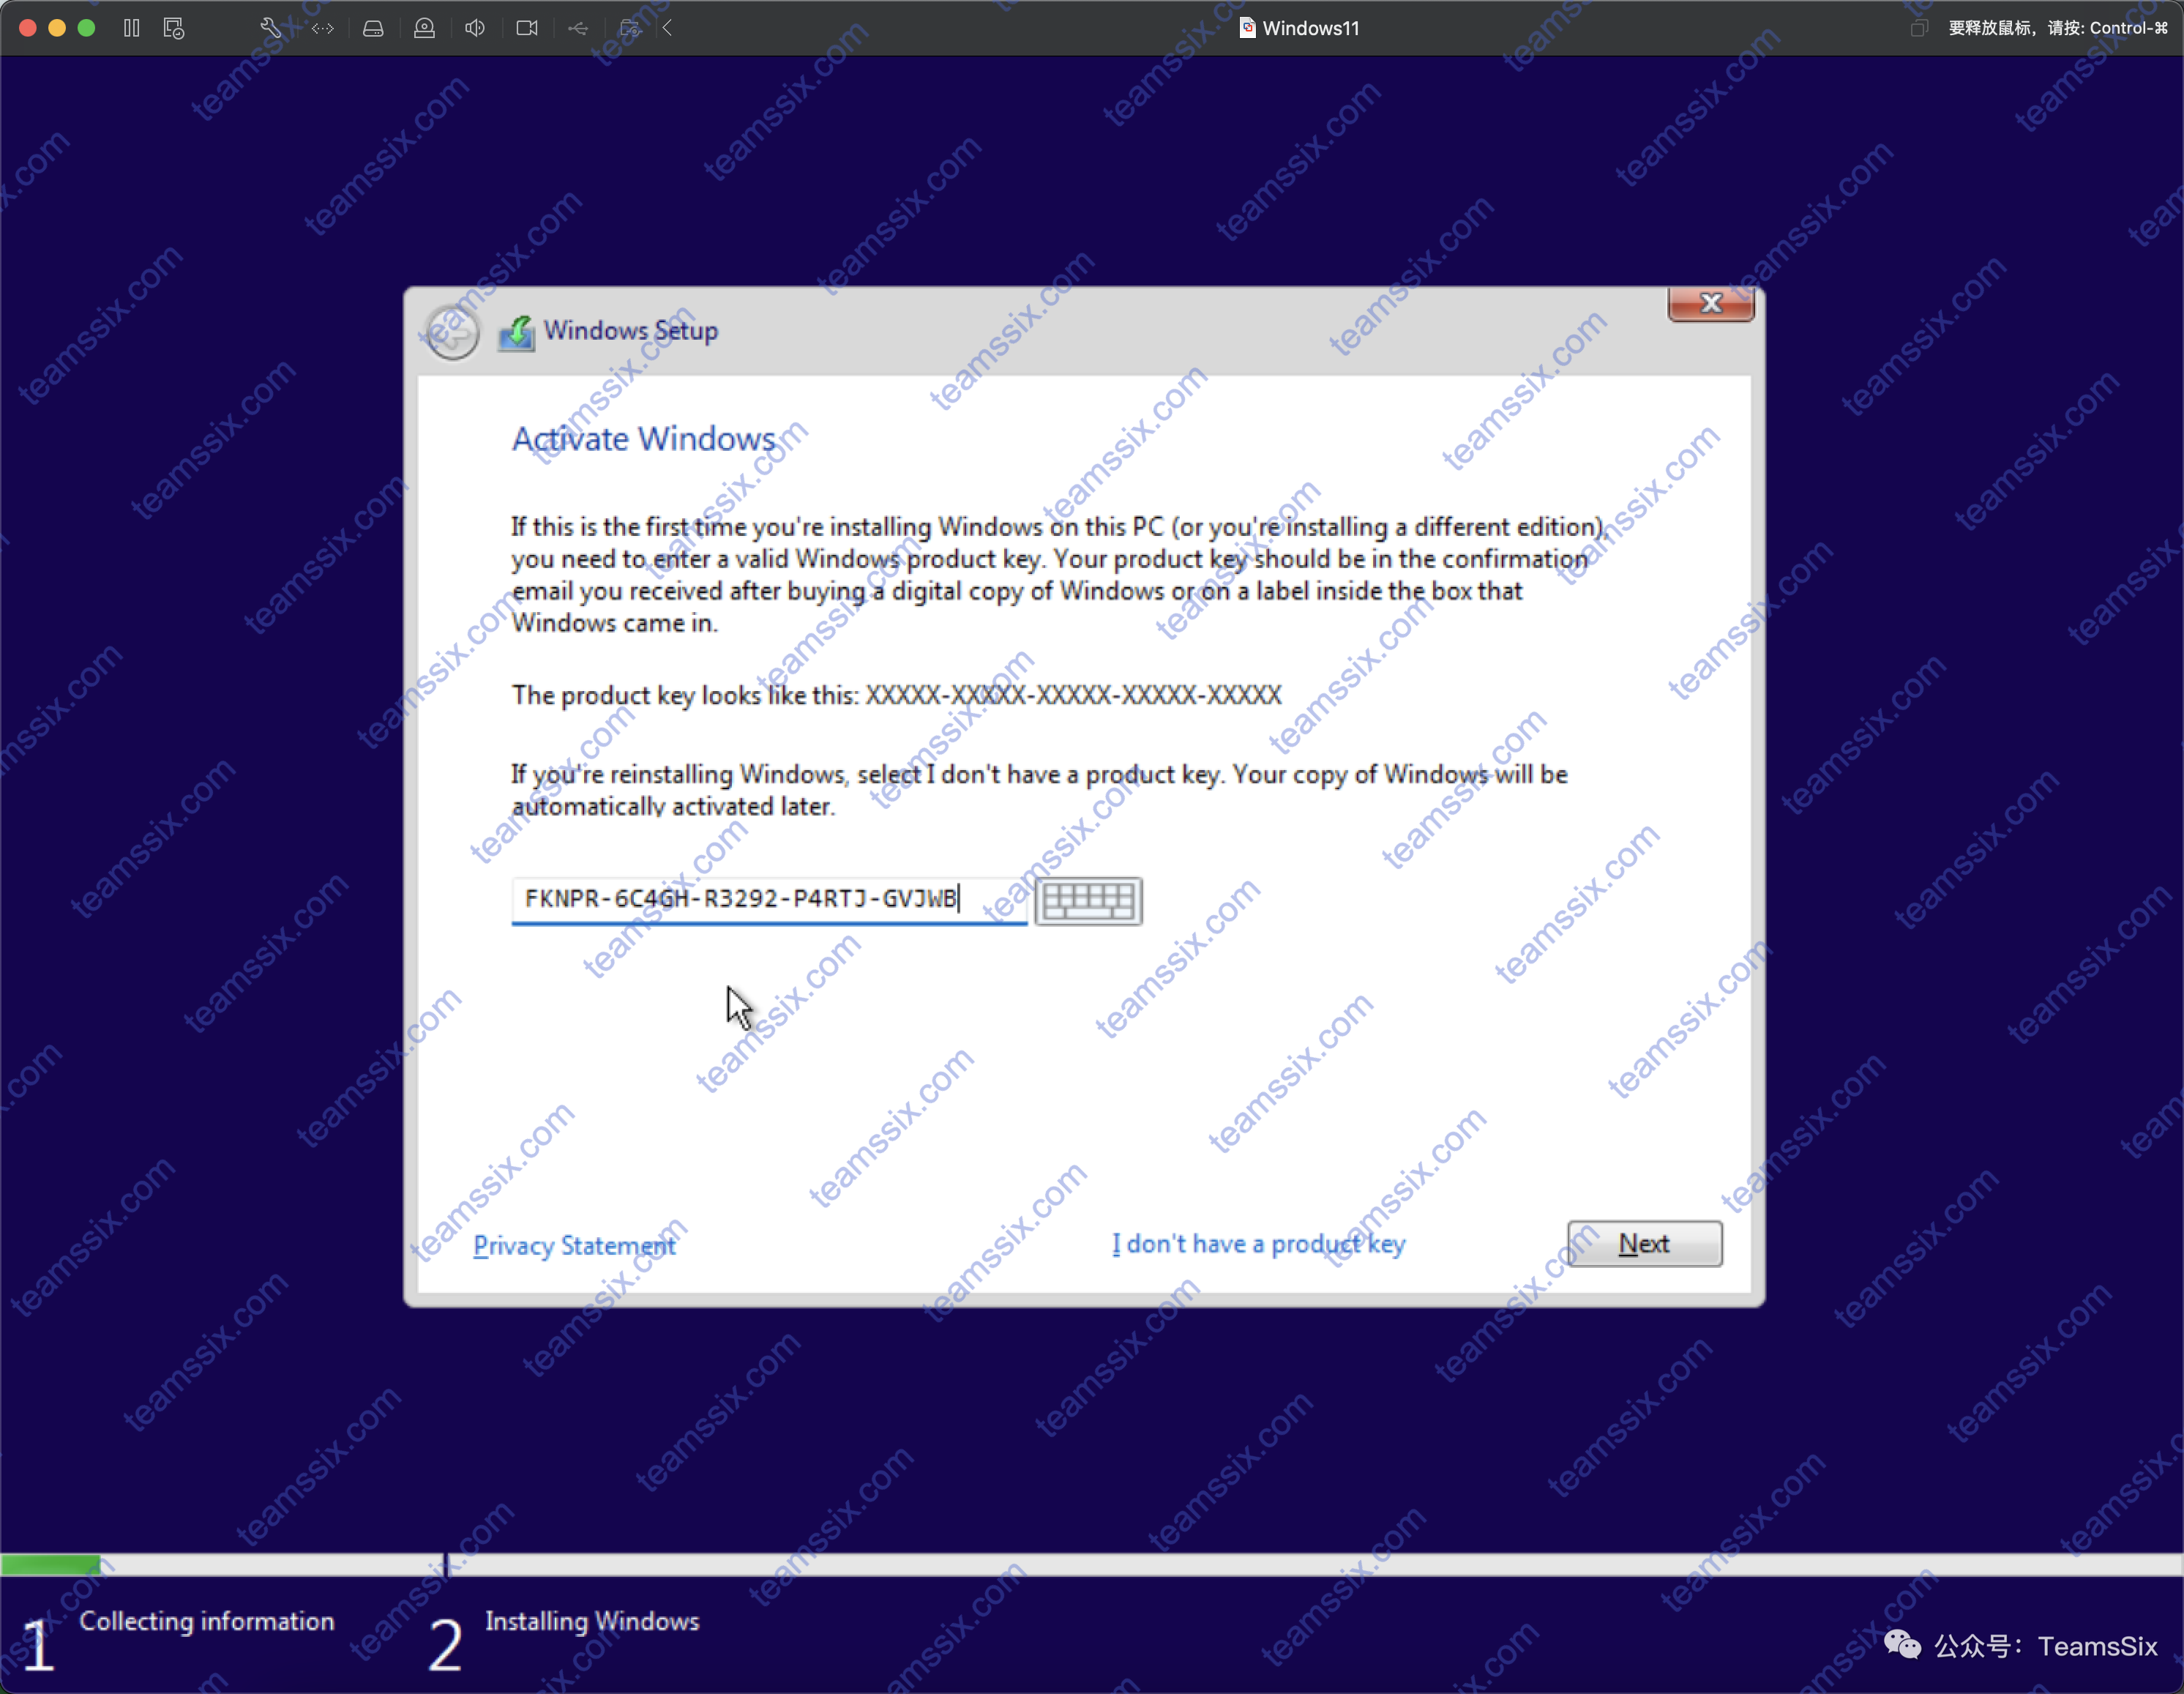 Windows11
要释放鼠标，请按: Control-⌘
Windows Setup
Activate Windows
If this is the first time you're installing Windows on this PC (or you're installing a different edition),
you need to enter a valid Windows product key. Your product key should be in the confirmation
email you received after buying a digital copy of Windows or on a label inside the box that
Windows came in.
The product key looks like this: XXXXX-XXXXX-XXXXX-XXXXX-XXXXX
If you're reinstalling Windows, select I don't have a product key. Your copy of Windows will be
automatically activated later.
FKNPR-6C4GH-R3292-P4RTJ-GVJWB
Privacy Statement
I don't have a product key
Next
1 Collecting information
2 Installing Windows
公众号：TeamsSix
teamssix.com